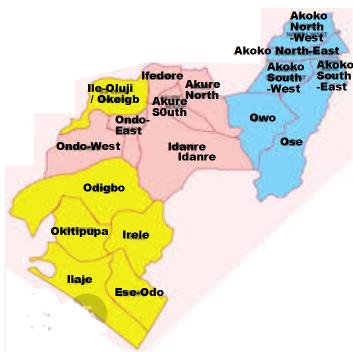 Akoko
North
-West
Akoko North-East
Akoko
South
-West
Akoko
South
-East
Ifedore
Akure
North
Ile-Oluji
/ Okeigb
Akure
S0uth
Ondo-
East
Owo
Ose
Ondo-West
Idanre
Idanre
Odigbo
Okitipupa
Irele
Ilaje
Ese-Odo